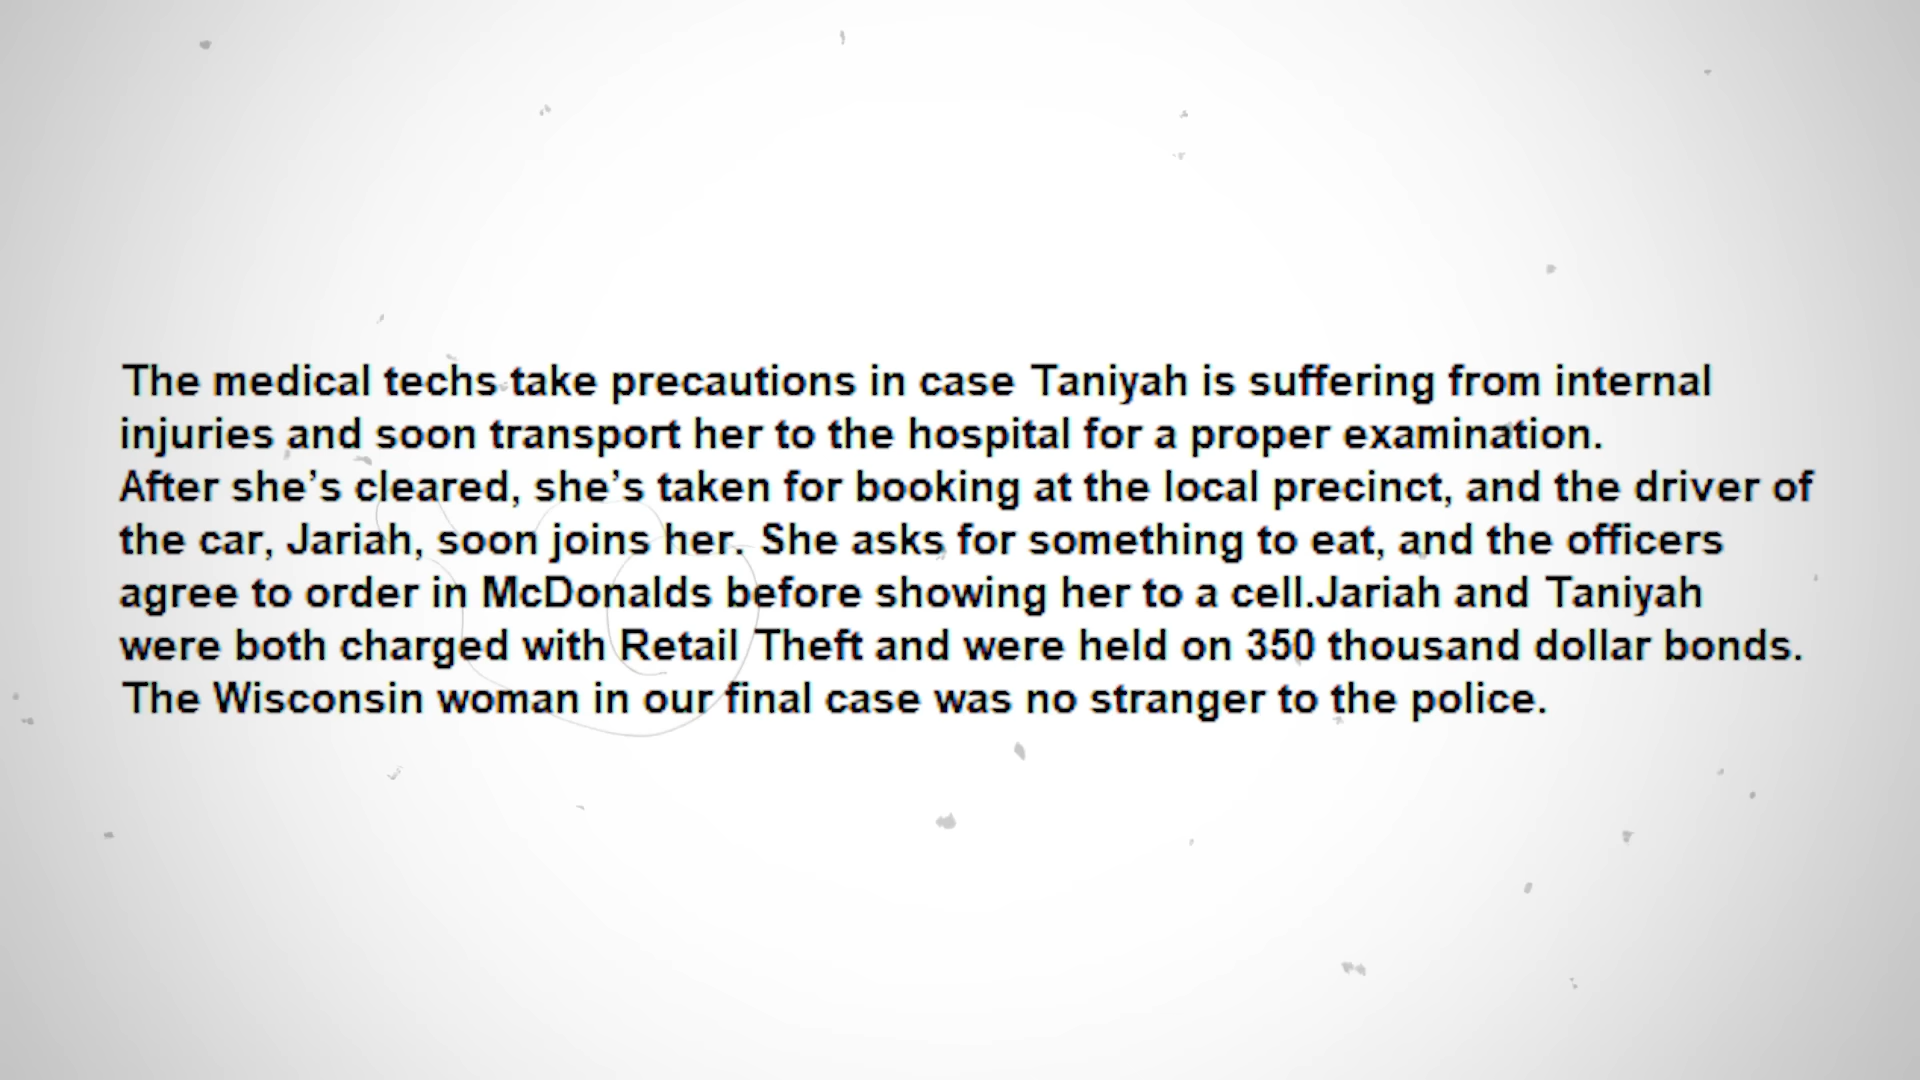 The medical techs take precautions in case Taniyah is suffering from internal
injuries and soon transport her to the hospital for a proper examination.
After she’s cleared, she’s taken for booking at the local precinct, and the driver of
the car, Jariah, soon joins her. She asks for something to eat, and the officers
agree to order in McDonalds before showing her to a cell.Jariah and Taniyah
were both charged with Retail Theft and were held on 350 thousand dollar bonds.
The Wisconsin woman in our final case was no stranger to the police.